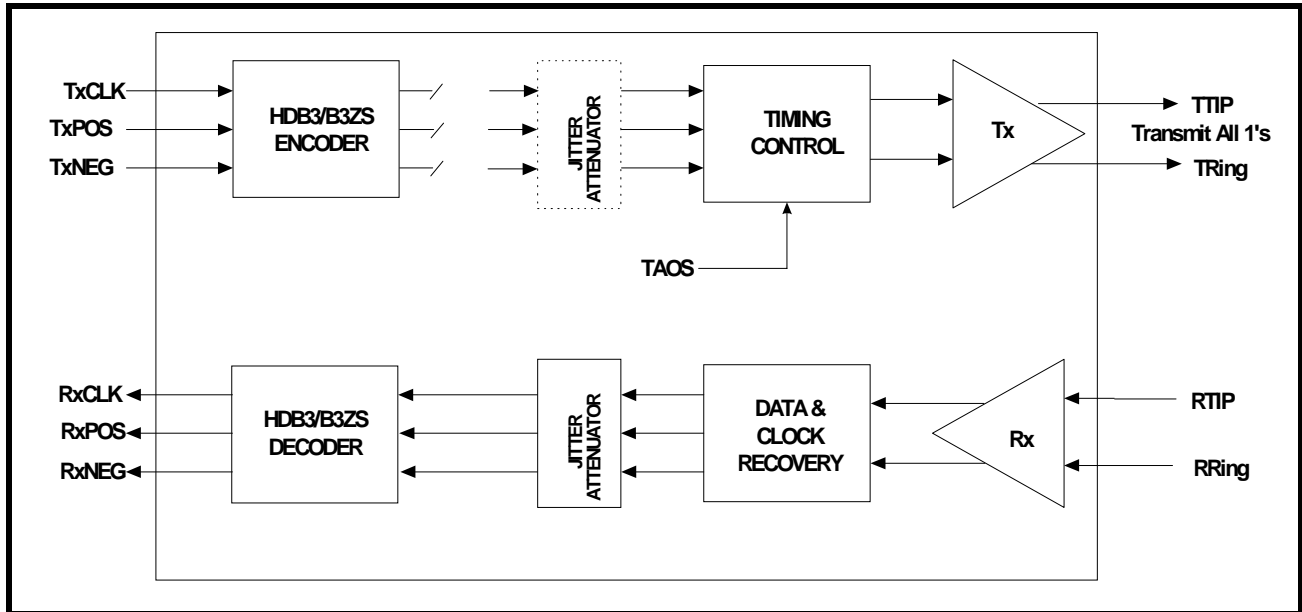 TxCLK
TxPOS
TxNEG
HDB3/B3ZS
ENCODER
JITTER
ATTENUATOR
TIMING
CONTROL
Tx
TTIP
Transmit All 1's
TRing
TAOS
RxCLK
RxPOS
RxNEG
HDB3/B3ZS
DECODER
JITTER
ATTENUATOR
DATA &
CLOCK
RECOVERY
Rx
RTIP
RRing